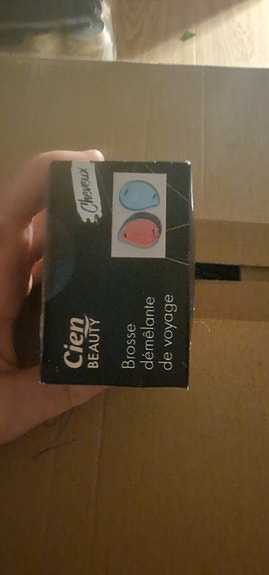 Cheveux
Cien
BEAUTY
Brosse
démêlante
de voyage